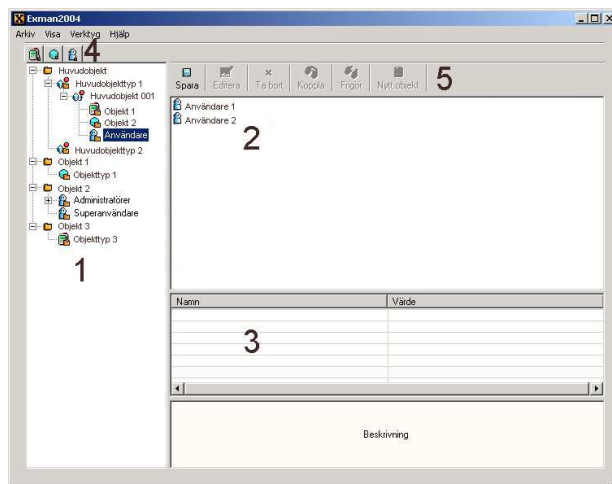 Exman2004
Arkiv Visa Verktyg Hjälp
4
Huvudobjekt
Huvudobjekttyp 1
Huvudobjekt 001
Objekt 1
Objekt 2
Användare
Huvudobjekttyp 2
Objekt 1
Objekttyp 1
Objekt 2
Administratörer
Superanvändare
Objekt 3
Objekttyp 3
1
Spara Editera Ta bort Koppla Frigör Nytt objekt 5
Användare 1
Användare 2
2
Namn Värde
3
Beskrivning